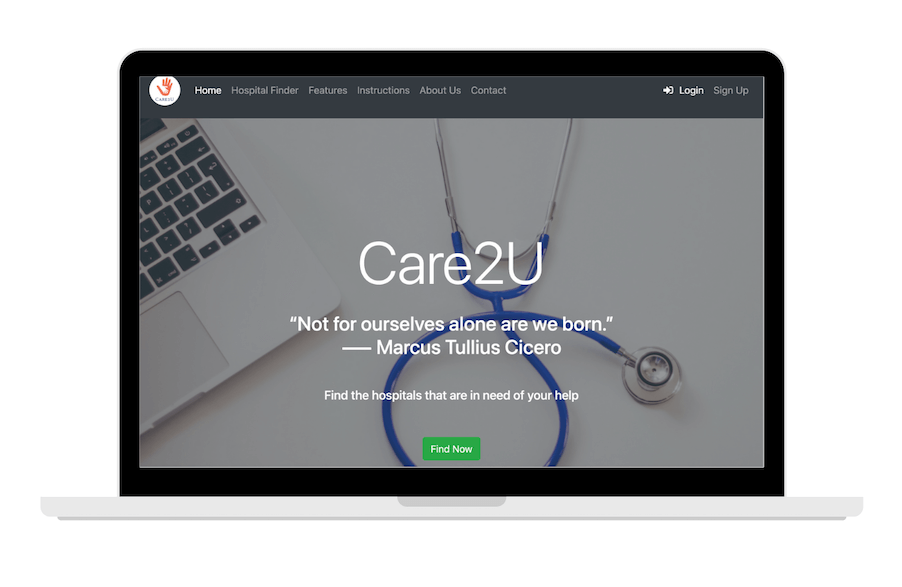 CARE2U
Home Hospital Finder Features Instructions About Us Contact Login Sign Up
Care2U
“Not for ourselves alone are we born.”
—— Marcus Tullius Cicero
Find the hospitals that are in need of your help
Find Now